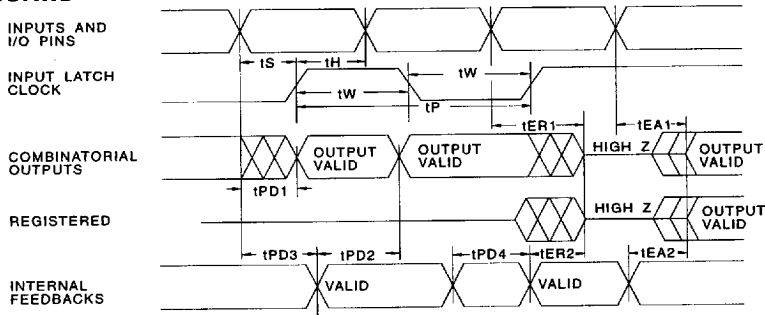 INPUTS AND
I/O PINS
tS
tH
INPUT LATCH
CLOCK
tW
tW
tP
tER1
tEA1
COMBINATORIAL
OUTPUTS
OUTPUT
VALID
OUTPUT
VALID
HIGH Z
OUTPUT
VALID
tPD1
REGISTERED
HIGH Z
OUTPUT
VALID
tPD3
tPD2
tPD4
tER2
tEA2
INTERNAL
FEEDBACKS
VALID
VALID